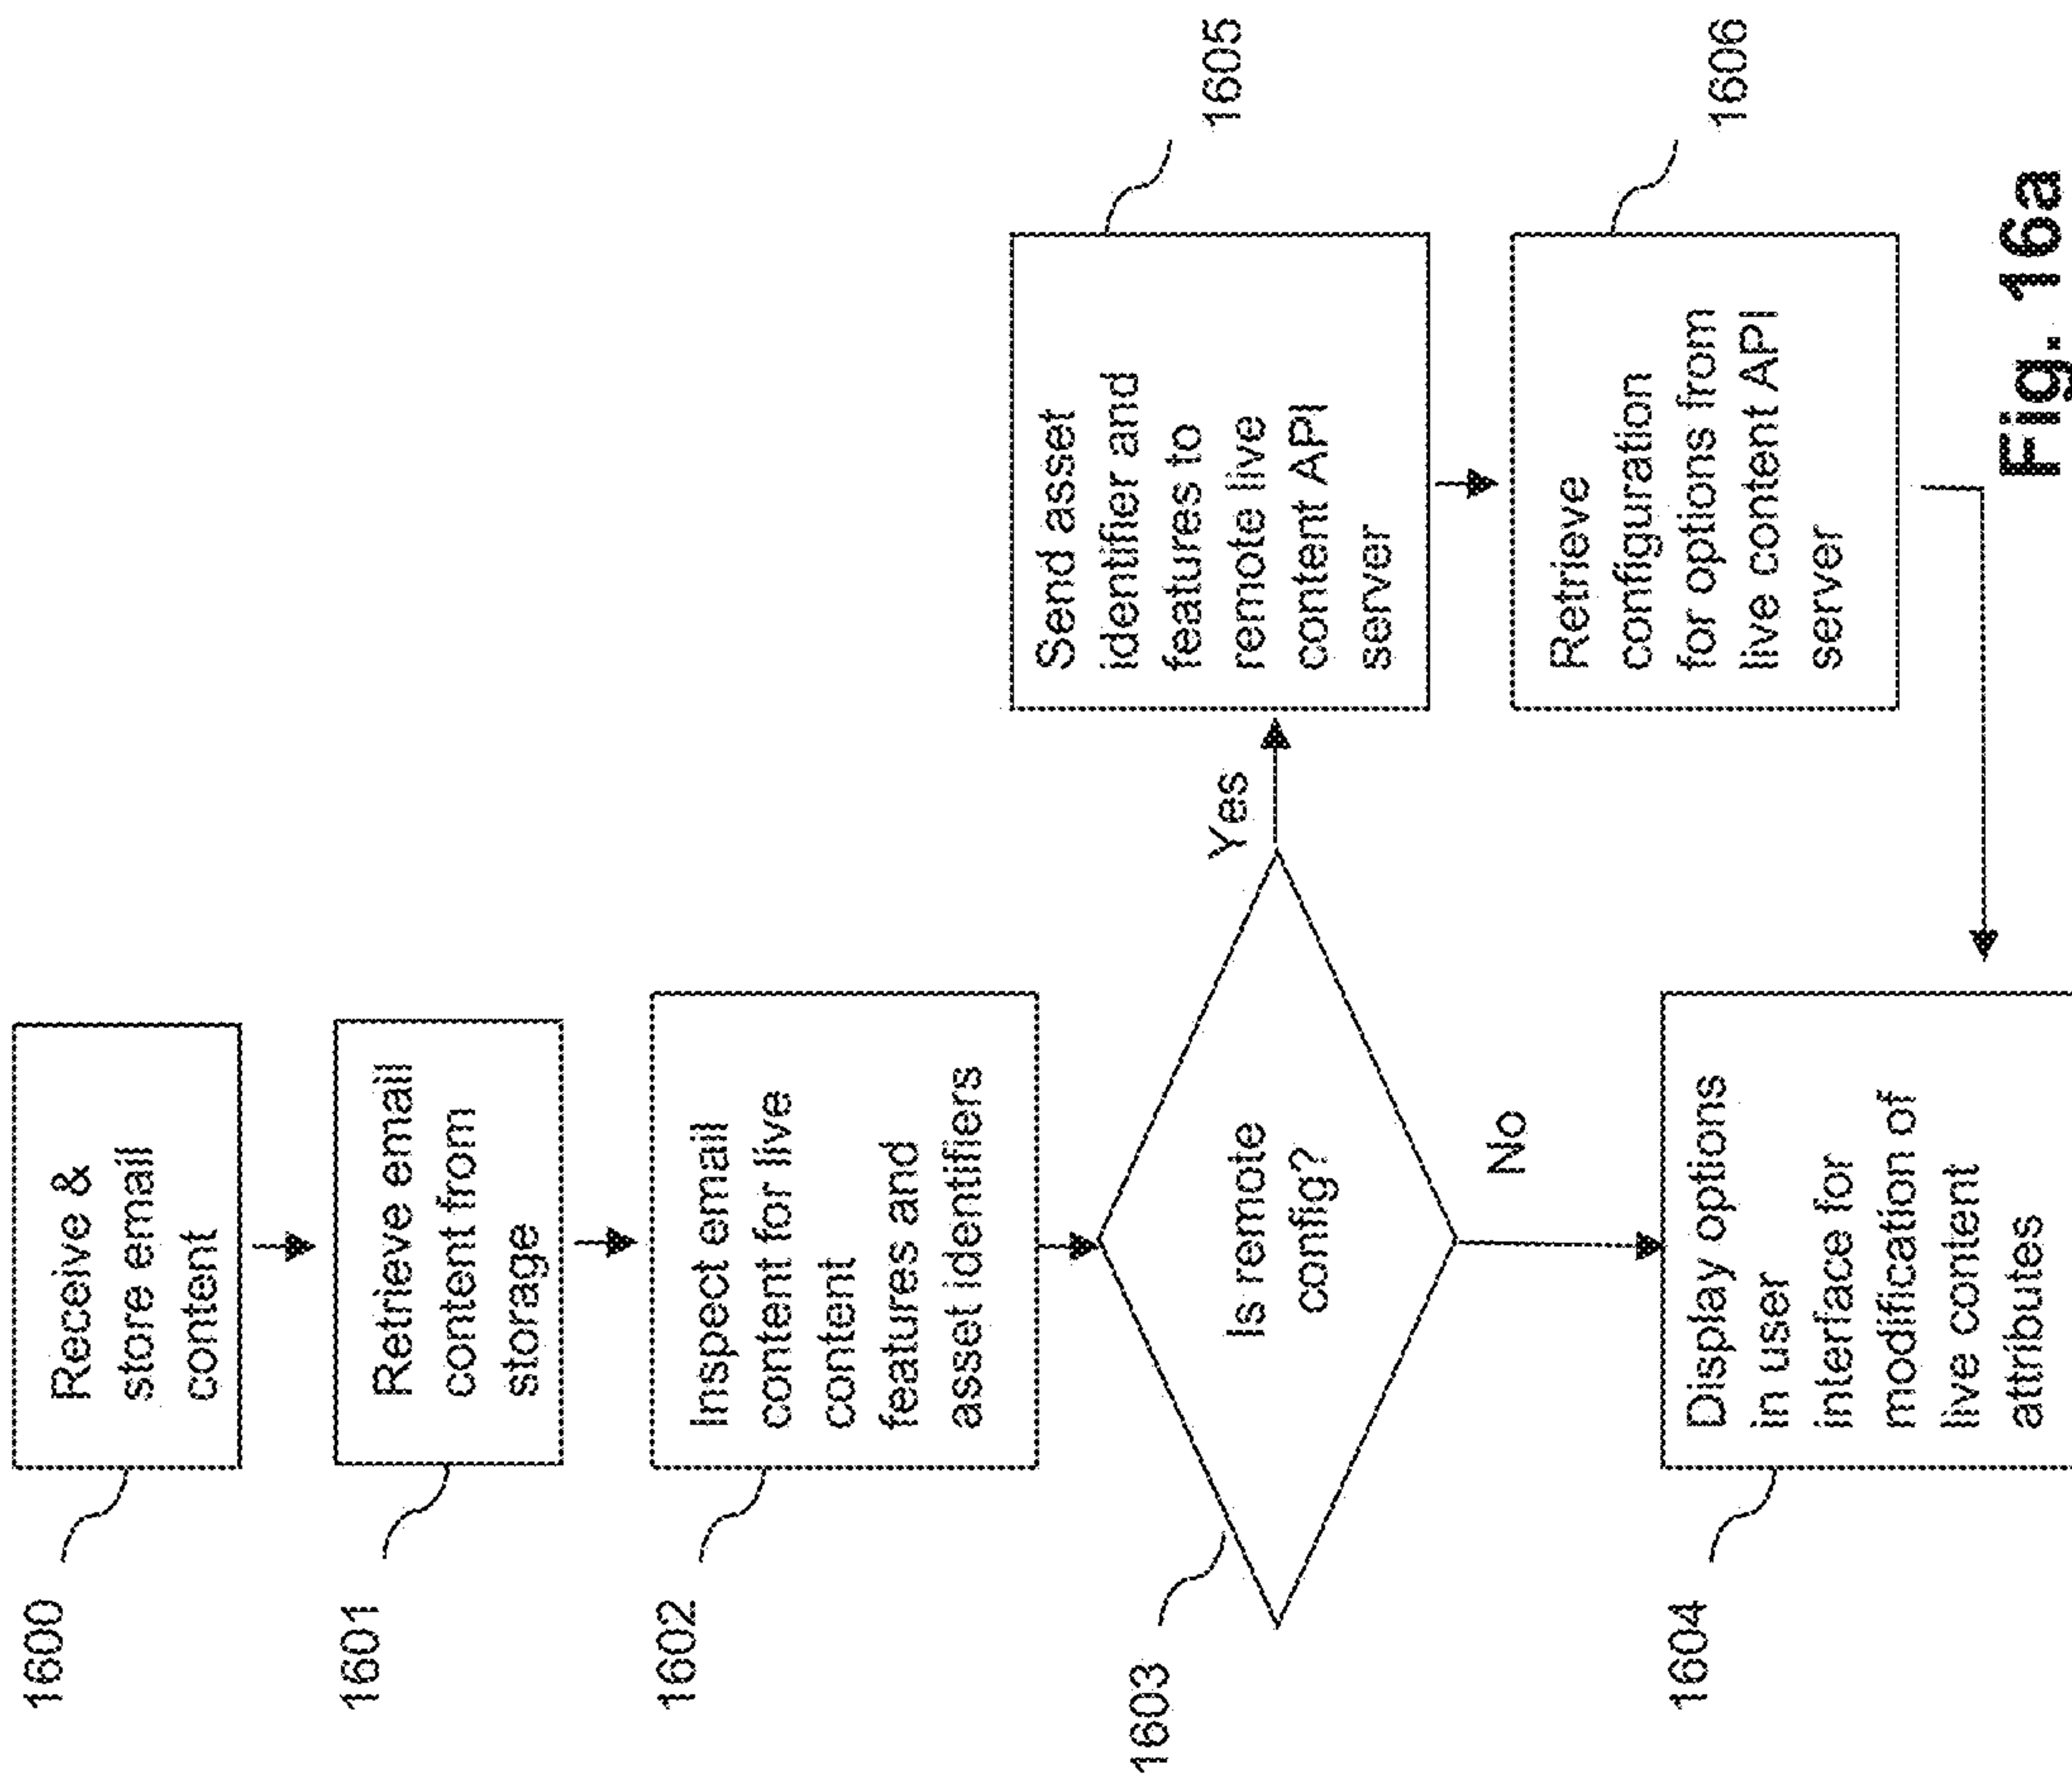 1600
Receive &
store email
content
1601
Retrieve email
content from
storage
1602
Inspect email
content for live
content
features and
asset identifiers
1603
Is remote
config?
Yes
No
1605
Send asset
identifier and
features to
remote live
content API
server
1606
Retrieve
configuration
for options from
live content API
server
1604
Display options
in user
interface for
modification of
live content
attributes
Fig. 16a